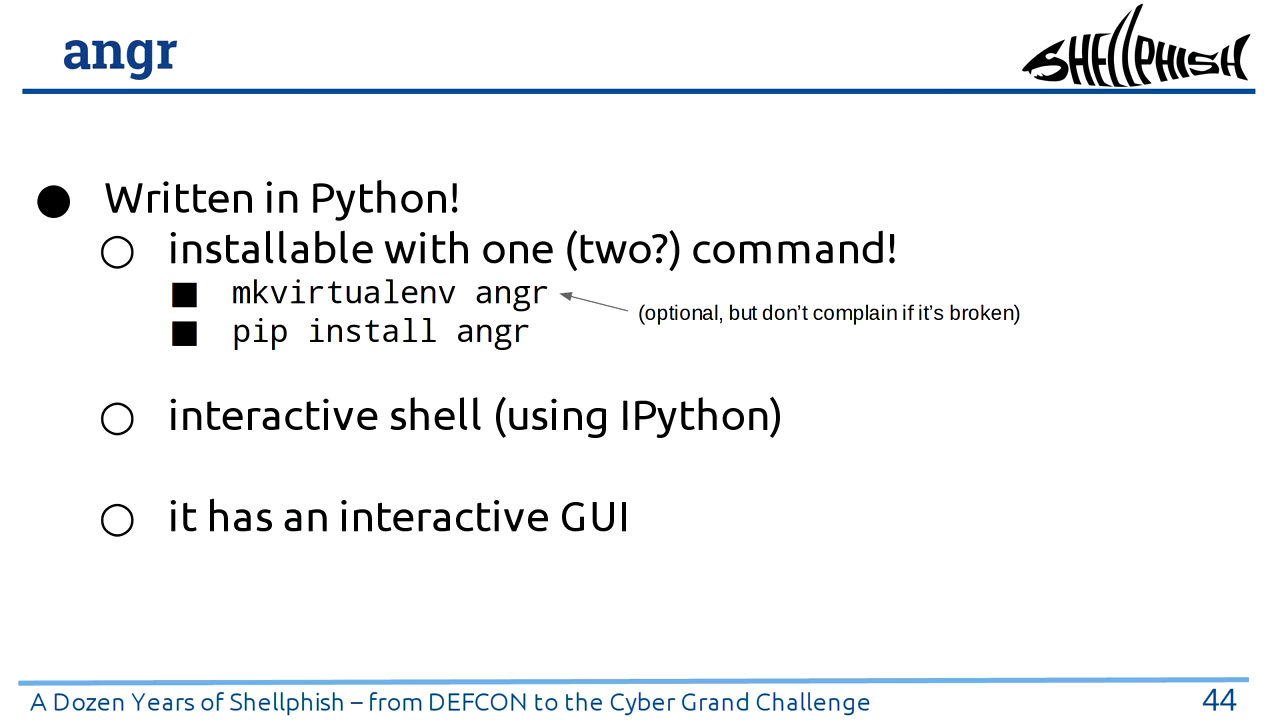 angr
SHELLPHISH
● Written in Python!
○ installable with one (two?) command!
■ mkvirtualenv angr
(optional, but don’t complain if it’s broken)
■ pip install angr
○ interactive shell (using IPython)
○ it has an interactive GUI
A Dozen Years of Shellphish – from DEFCON to the Cyber Grand Challenge
44